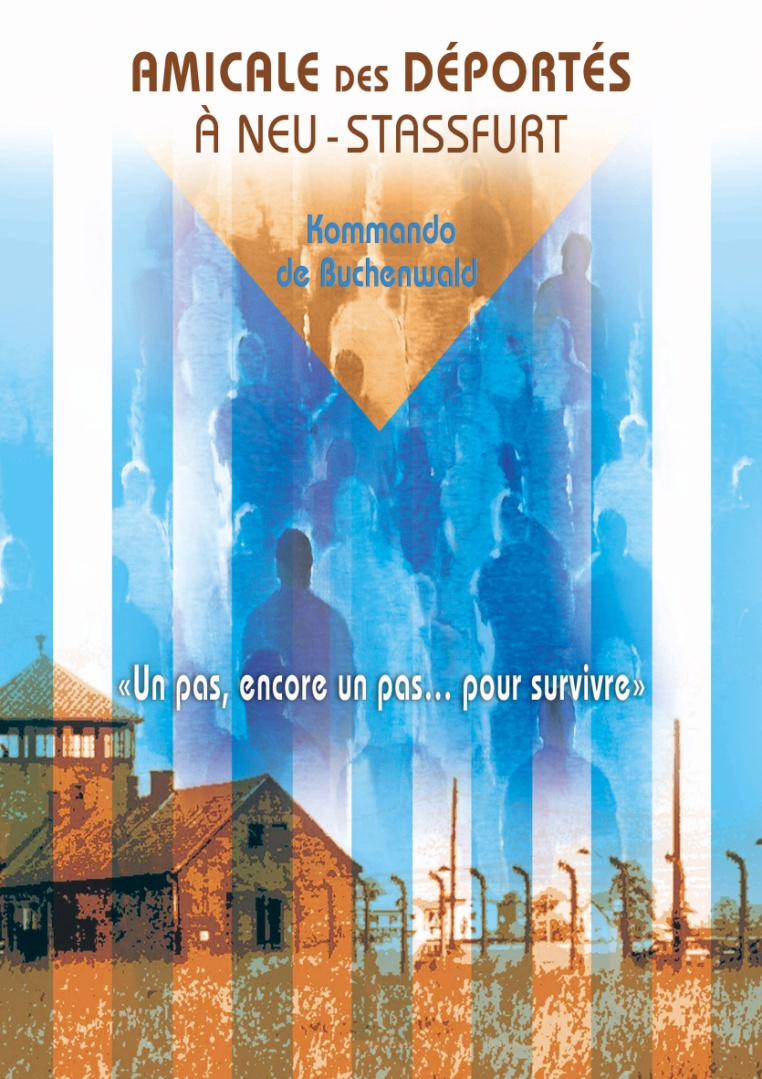 AMICALE DES DÉPORTÉS
À NEU - STASSFURT
Kommando
de Buchenwald
«Un pas, encore un pas... pour survivre»